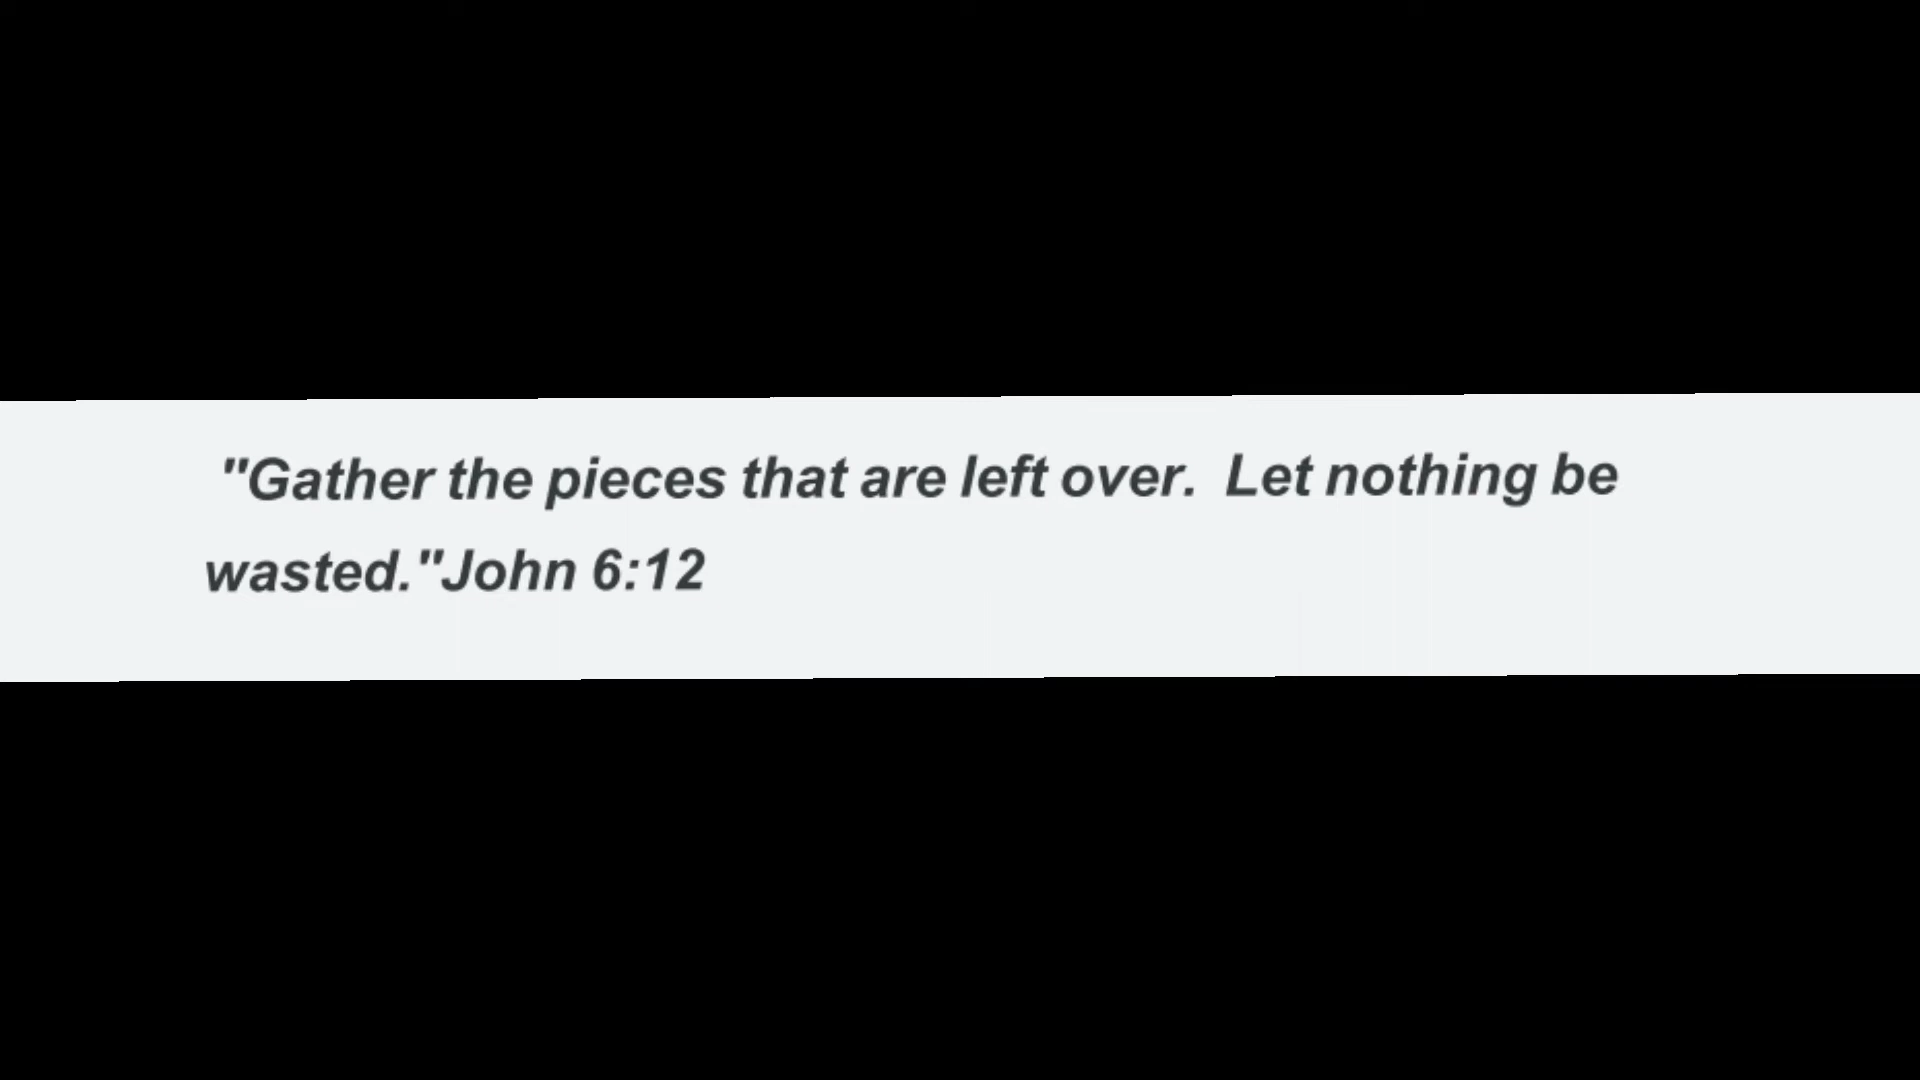 "Gather the pieces that are left over.  Let nothing be
wasted."John 6:12